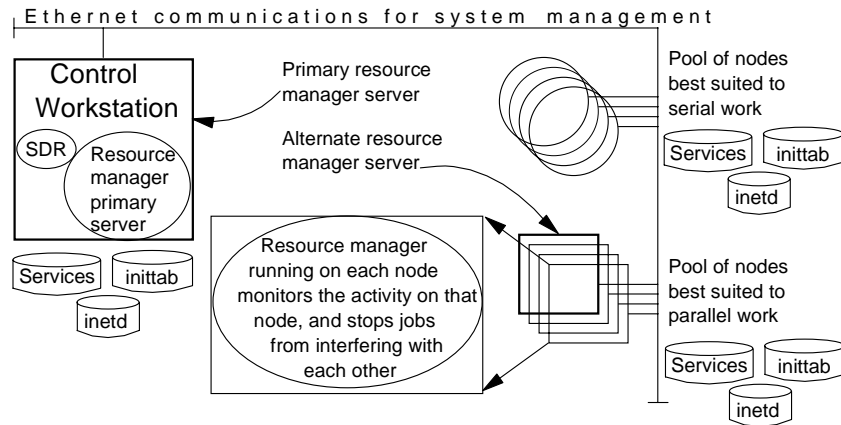 Ethernet communications for system management
Control
Workstation
SDR
Resource
manager
primary
server
Services
inittab
inetd
Primary resource
manager server
Alternate resource
manager server
Resource manager
running on each node
monitors the activity on that
node, and stops jobs
from interfering with
each other
Pool of nodes
best suited to
serial work
Services
inittab
inetd
Pool of nodes
best suited to
parallel work
Services
inittab
inetd